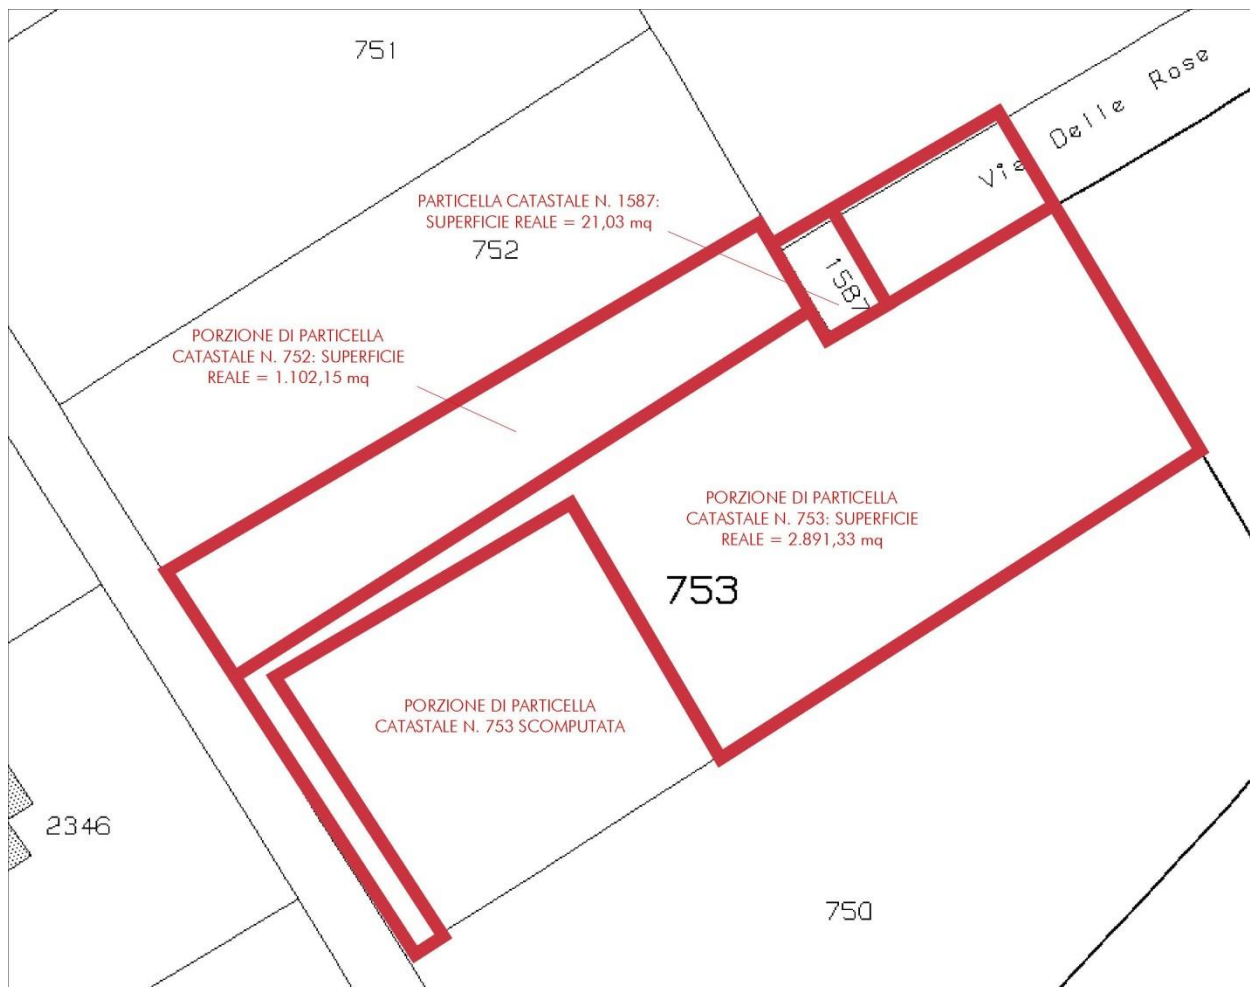 751
Via Delle Rose
PARTICELLA CATASTALE N. 1587:
SUPERFICIE REALE = 21,03 mq
752
1587
PORZIONE DI PARTICELLA
CATASTALE N. 752: SUPERFICIE
REALE = 1.102,15 mq
PORZIONE DI PARTICELLA
CATASTALE N. 753: SUPERFICIE
REALE = 2.891,33 mq
753
PORZIONE DI PARTICELLA
CATASTALE N. 753 SCOMPUTATA
2346
750